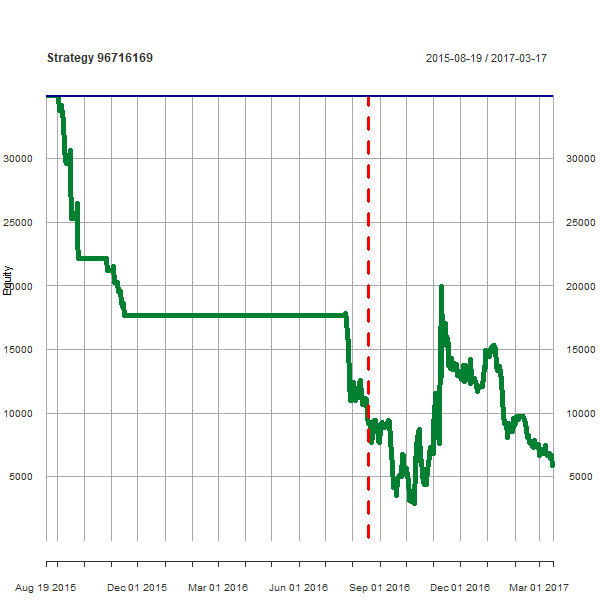 Strategy 96716169
2015-08-19 / 2017-03-17
30000
30000
25000
25000
Equity
20000
20000
15000
15000
10000
10000
5000
5000
Aug 19 2015
Dec 01 2015
Mar 01 2016
Jun 01 2016
Sep 01 2016
Dec 01 2016
Mar 01 2017